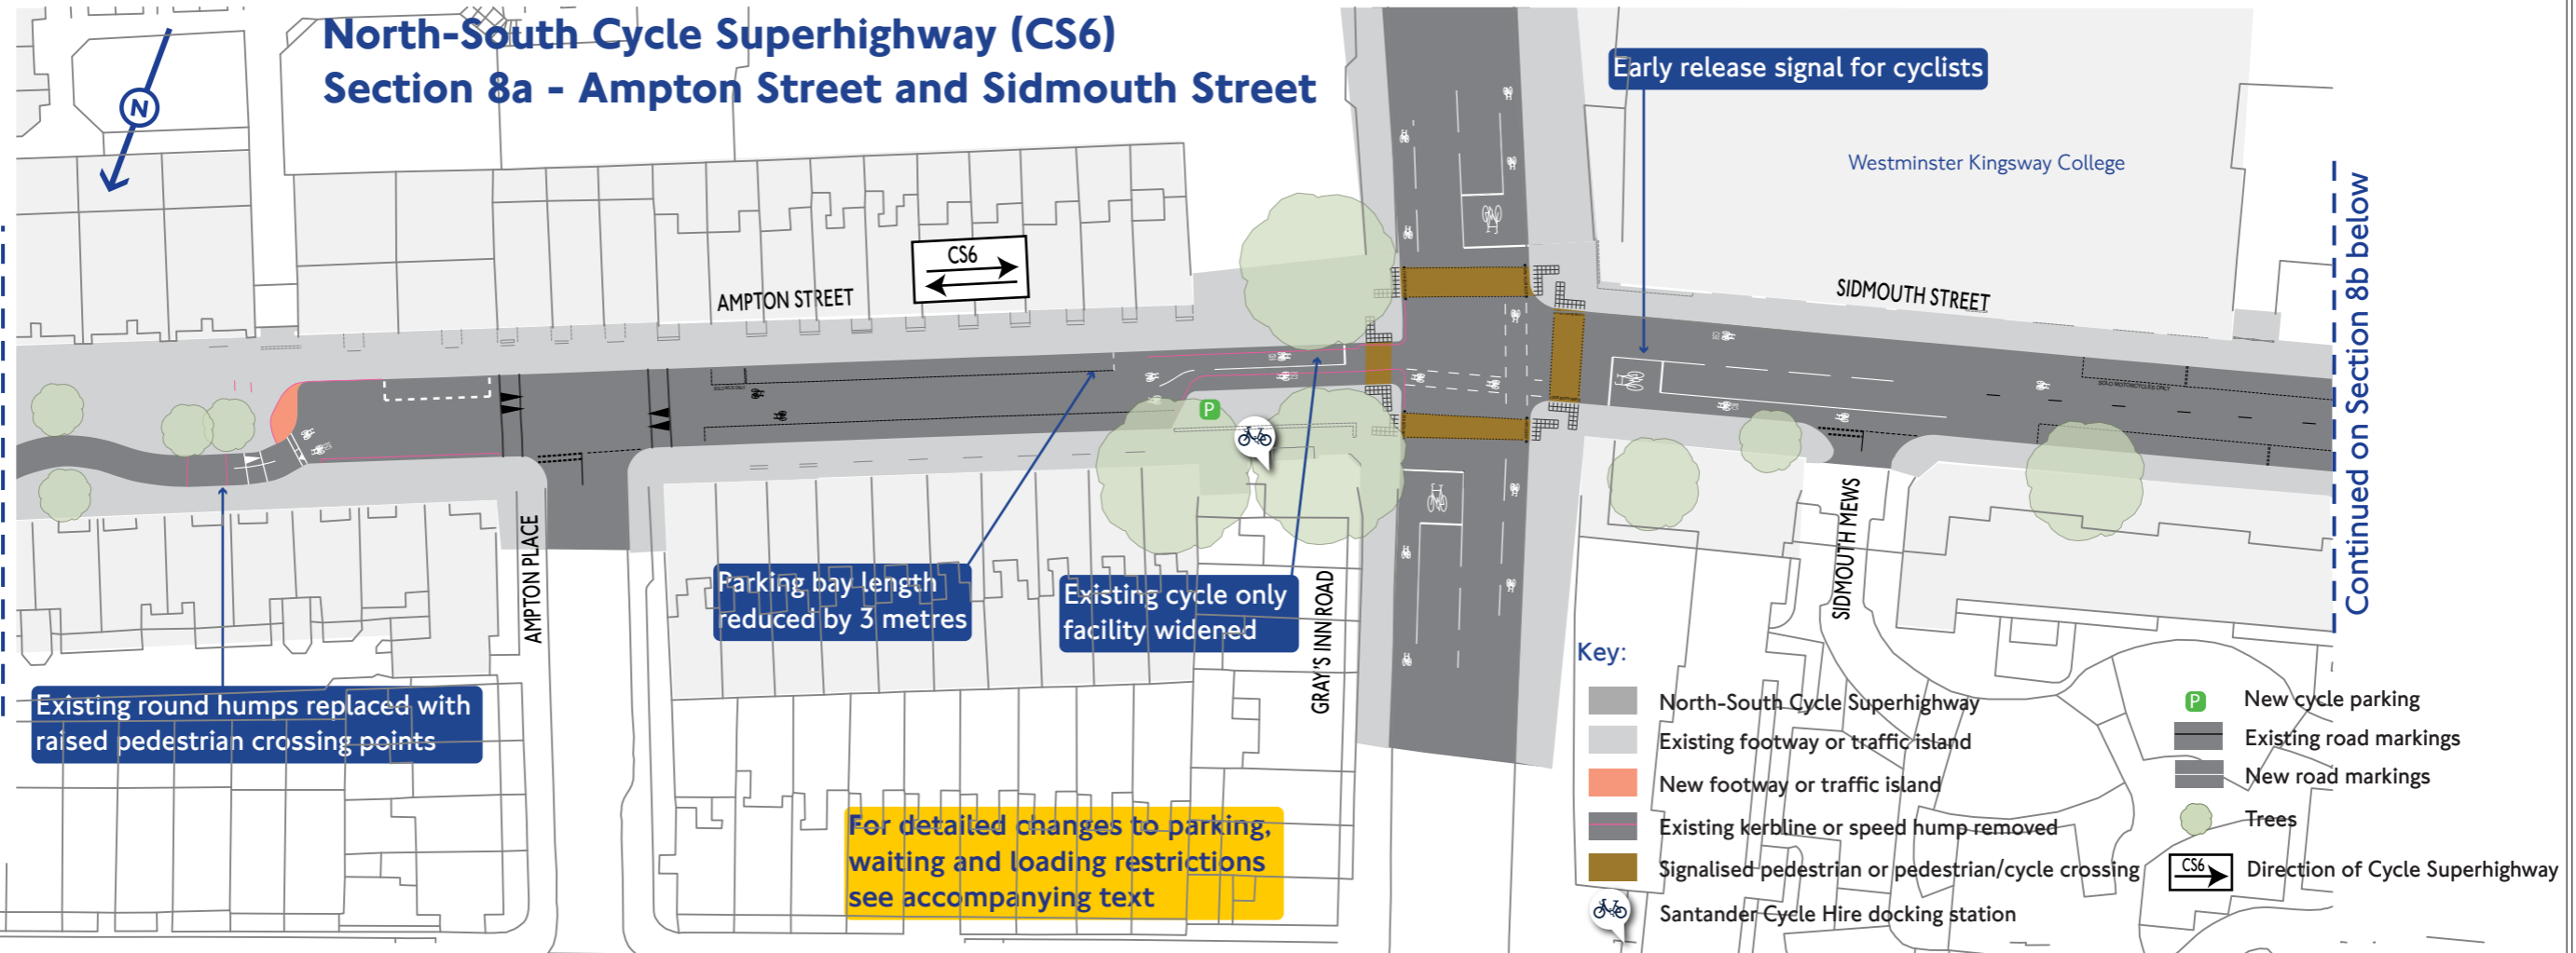 North-South Cycle Superhighway (CS6)
Section 8a - Ampton Street and Sidmouth Street
N
Early release signal for cyclists
Westminster Kingsway College
CS6
AMPTON STREET
SIDMOUTH STREET
Continued on Section 8b below
P
SOLO MOTORCYCLES ONLY
AMPTON PLACE
Parking bay length
reduced by 3 metres
Existing cycle only
facility widened
GRAY'S INN ROAD
SIDMOUTH MEWS
Existing round humps replaced with
raised pedestrian crossing points
For detailed changes to parking,
waiting and loading restrictions
see accompanying text
Key:
North-South Cycle Superhighway
Existing footway or traffic island
New footway or traffic island
Existing kerbline or speed hump removed
Signalised pedestrian or pedestrian/cycle crossing
Santander Cycle Hire docking station
P New cycle parking
Existing road markings
New road markings
Trees
CS6 Direction of Cycle Superhighway